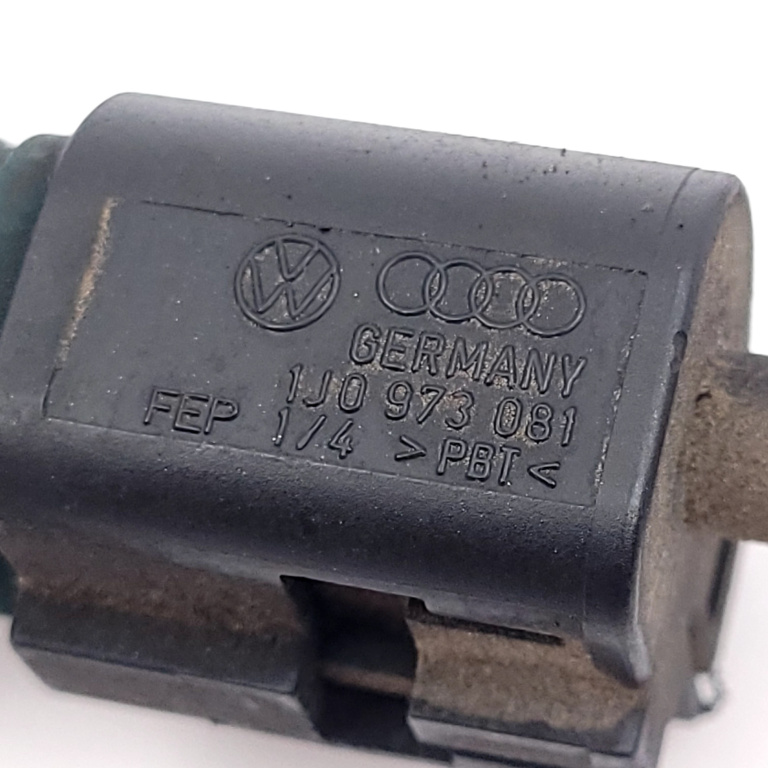 GERMANY
1J0 973 081
FEP 1/4 >PBT<